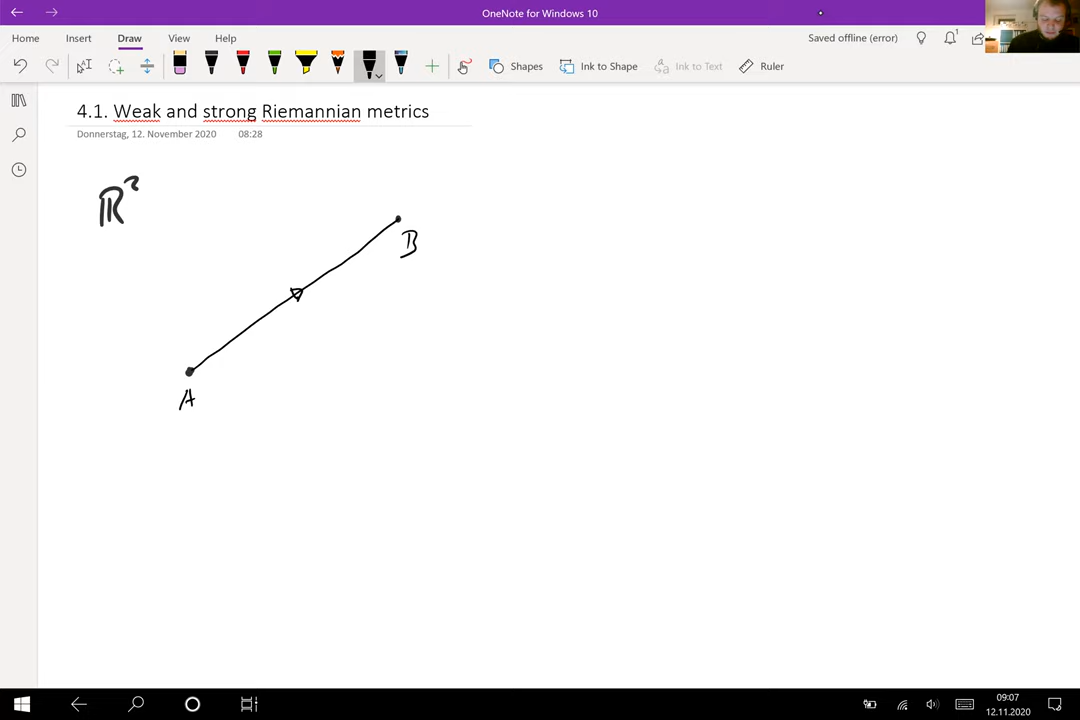 OneNote for Windows 10
Home Insert Draw View Help
Saved offline (error)
Shapes Ink to Shape Ink to Text Ruler
4.1. Weak and strong Riemannian metrics
Donnerstag, 12. November 2020 08:28
ℝ²
B
A
09:07
12.11.2020